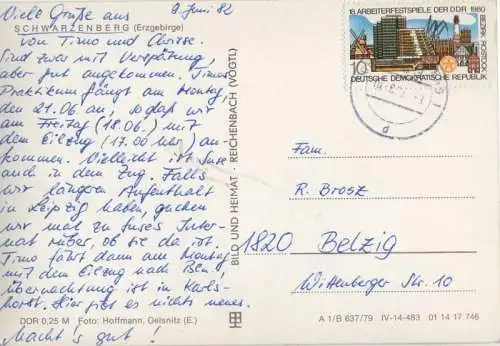 Viele Grüße aus
9. Juni 82
SCHWARZENBERG (Erzgebirge)
von Timo und
Sind zwar mit Verspätung,
aber gut angekommen. Timos
Praktikum fängt am Montag,
den 21.06. an, so daß wir
am Freitag (18.06.) mit
dem Eilzug (17.00 Uhr) an-
kommen. Vielleicht ist
auch in dem Zug. Falls
wir längeren Aufenthalt
in Leipzig haben, gucken
wir mal zu Inter-
nat rüber, ob sie da ist.
Timo fährt dann am Montag
mit dem Eilzug nach Bln.
Übernachtung ist in Karls-
horst. Hier gibt es nichts neues.
DDR 0,25 M Foto: Hoffmann, Oelsnitz (E.)
Macht's gut!
BILD UND HEIMAT · REICHENBACH (VOGTL)
18. ARBEITERFESTSPIELE DER DDR 1980
BEZIRK ROSTOCK
10
DEUTSCHE DEMOKRATISCHE REPUBLIK
d
Fam.
R. Brosz
1820 Belzig
Wittenberger Str. 10
A 1/B 637/79 IV-14-483 01 14 17 746